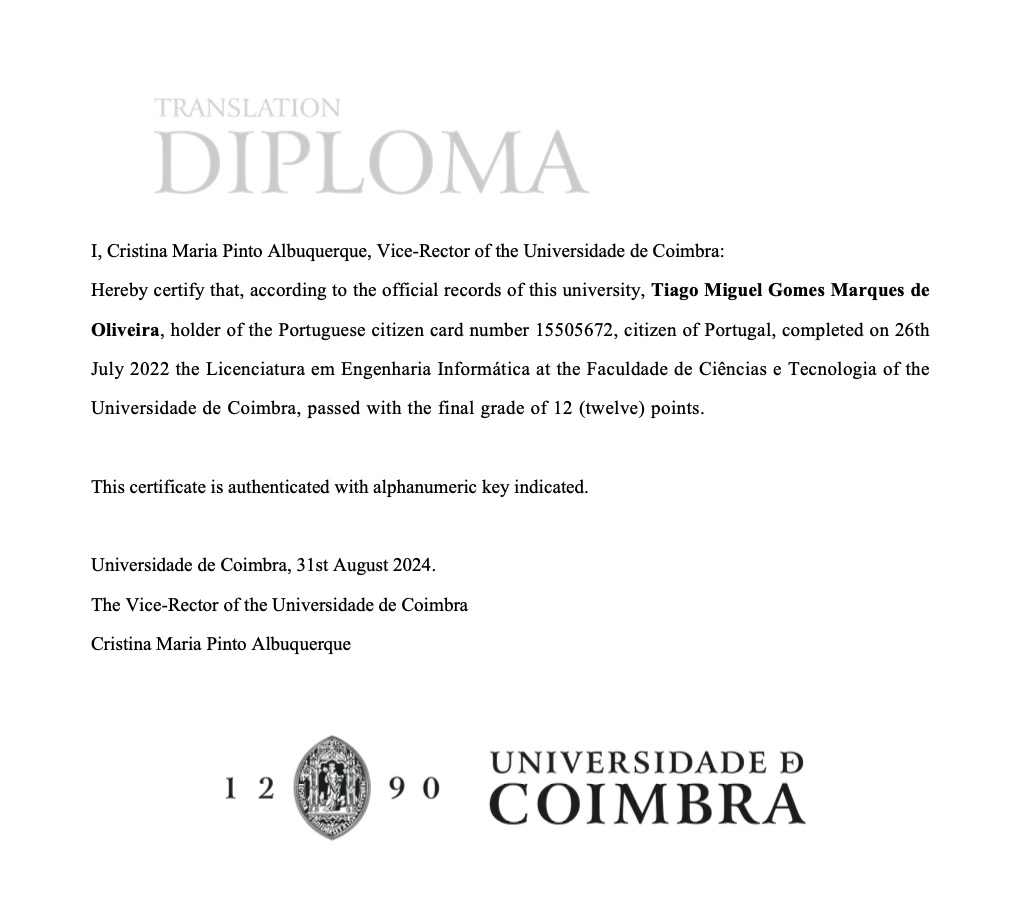 TRANSLATION
DIPLOMA
I, Cristina Maria Pinto Albuquerque, Vice-Rector of the Universidade de Coimbra:
Hereby certify that, according to the official records of this university, Tiago Miguel Gomes Marques de
Oliveira, holder of the Portuguese citizen card number 15505672, citizen of Portugal, completed on 26th
July 2022 the Licenciatura em Engenharia Informática at the Faculdade de Ciências e Tecnologia of the
Universidade de Coimbra, passed with the final grade of 12 (twelve) points.
This certificate is authenticated with alphanumeric key indicated.
Universidade de Coimbra, 31st August 2024.
The Vice-Rector of the Universidade de Coimbra
Cristina Maria Pinto Albuquerque
1 2 9 0
UNIVERSIDADE DE
COIMBRA